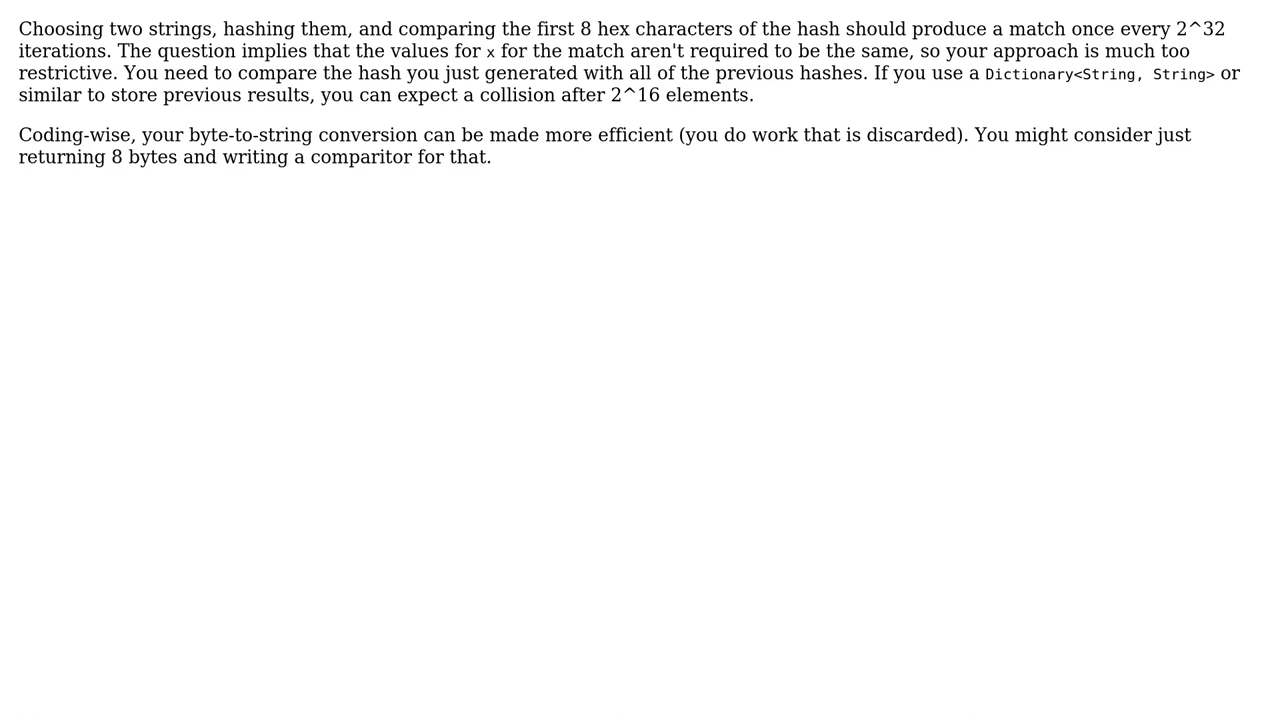 Choosing two strings, hashing them, and comparing the first 8 hex characters of the hash should produce a match once every 2^32
iterations. The question implies that the values for x for the match aren't required to be the same, so your approach is much too
restrictive. You need to compare the hash you just generated with all of the previous hashes. If you use a Dictionary<String, String> or
similar to store previous results, you can expect a collision after 2^16 elements.
Coding-wise, your byte-to-string conversion can be made more efficient (you do work that is discarded). You might consider just
returning 8 bytes and writing a comparitor for that.